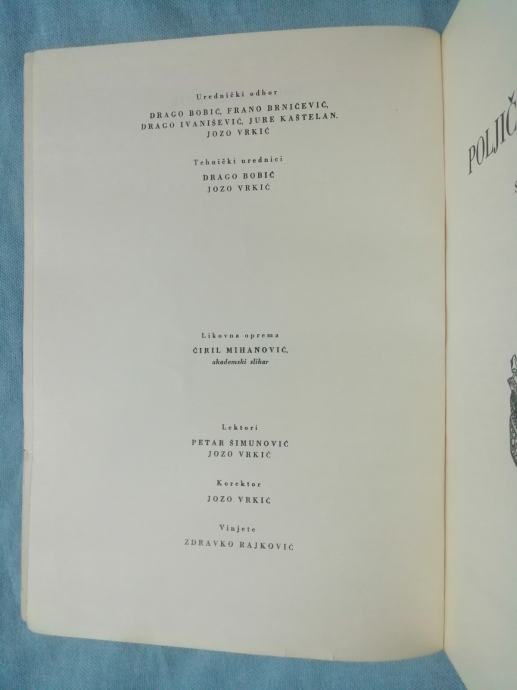 Urednički odbor
DRAGO BOBIĆ, FRANO BRNIČEVIĆ,
DRAGO IVANIŠEVIĆ, JURE KAŠTELAN,
JOZO VRKIĆ
Tehnički urednici
DRAGO BOBIĆ
JOZO VRKIĆ
Likovna oprema
ĆIRIL MIHANOVIĆ,
akademski slikar
Lektori
PETAR ŠIMUNOVIĆ
JOZO VRKIĆ
Korektor
JOZO VRKIĆ
Vinjete
ZDRAVKO RAJKOVIĆ
POLJIČ